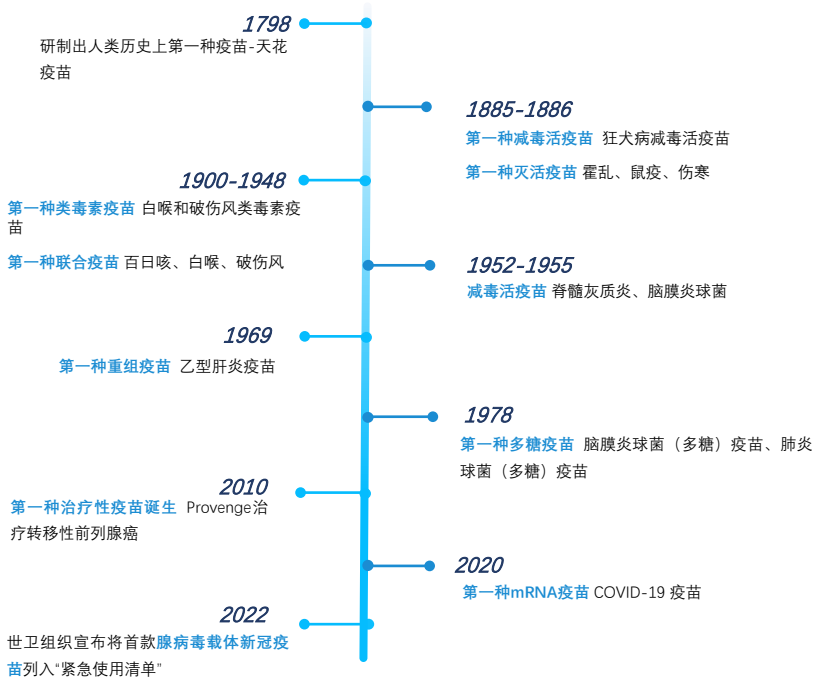 1798
研制出人类历史上第一种疫苗-天花
疫苗
1885-1886
第一种减毒活疫苗 狂犬病减毒活疫苗
第一种灭活疫苗 霍乱、鼠疫、伤寒
1900-1948
第一种类毒素疫苗 白喉和破伤风类毒素疫
苗
第一种联合疫苗 百日咳、白喉、破伤风
1952-1955
减毒活疫苗 脊髓灰质炎、脑膜炎球菌
1969
第一种重组疫苗 乙型肝炎疫苗
1978
第一种多糖疫苗 脑膜炎球菌（多糖）疫苗、肺炎
球菌（多糖）疫苗
2010
第一种治疗性疫苗诞生 Provenge治
疗转移性前列腺癌
2020
第一种mRNA疫苗 COVID-19 疫苗
2022
世卫组织宣布将首款腺病毒载体新冠疫
苗列入“紧急使用清单”